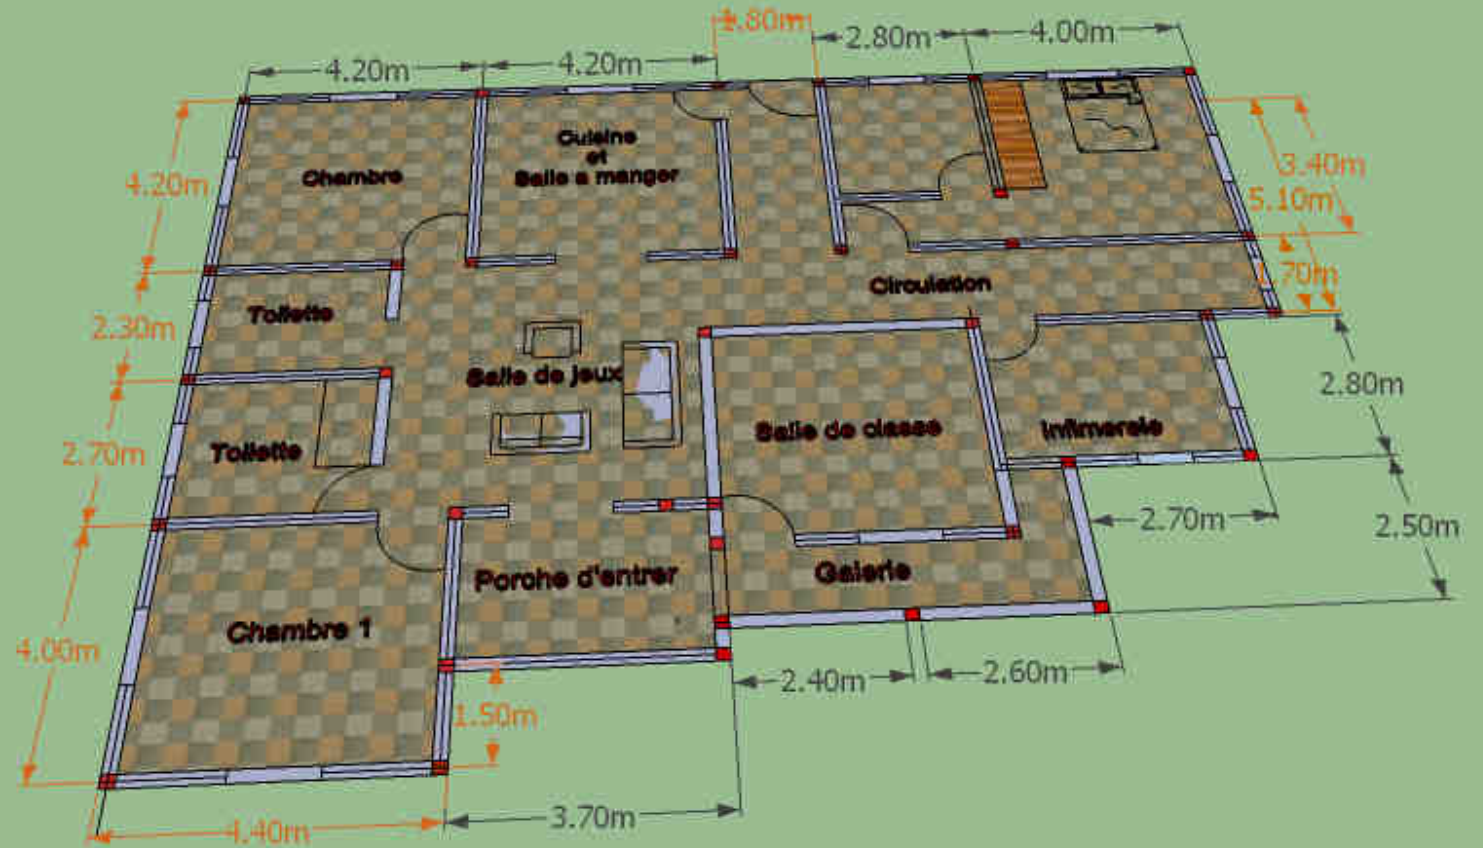 1.80m
2.80m
4.00m
4.20m
4.20m
Cuisine
et
Salle a manger
Chambre
4.20m
3.40m
5.10m
1.70m
Circulation
Toilette
2.30m
Salle de jeux
2.80m
Salle de classe
Infimerele
Toilette
2.70m
2.70m
2.50m
Porche d'entrer
Galerie
Chambre 1
4.00m
2.40m
2.60m
1.50m
3.70m
4.40m